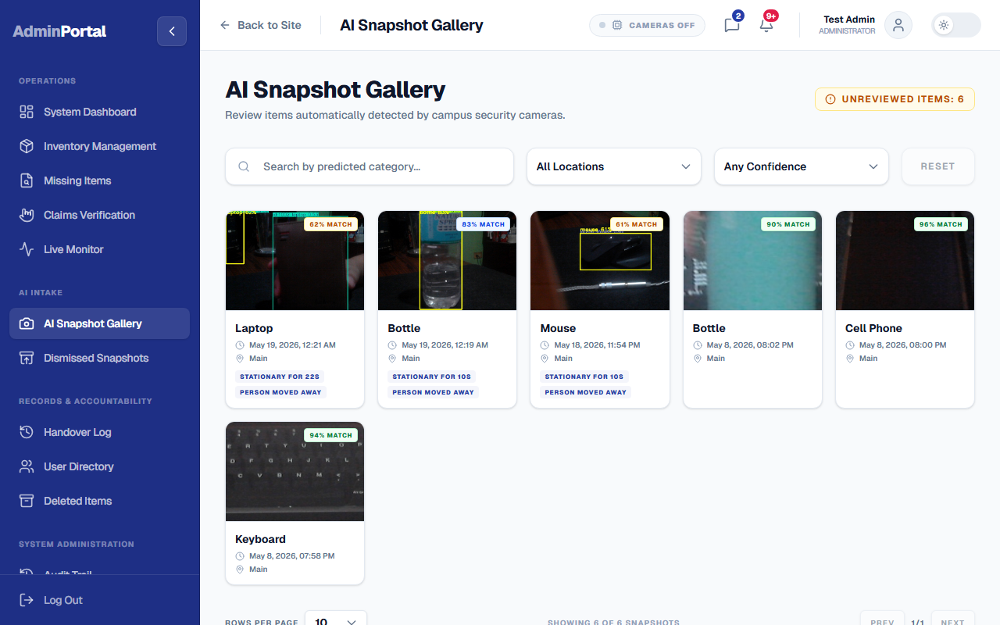 AdminPortal
OPERATIONS
System Dashboard
Inventory Management
Missing Items
Claims Verification
Live Monitor
AI INTAKE
AI Snapshot Gallery
Dismissed Snapshots
RECORDS & ACCOUNTABILITY
Handover Log
User Directory
Deleted Items
SYSTEM ADMINISTRATION
Audit Trail
Log Out
Back to Site
AI Snapshot Gallery
CAMERAS OFF
2
9+
Test Admin
ADMINISTRATOR
AI Snapshot Gallery
Review items automatically detected by campus security cameras.
UNREVIEWED ITEMS: 6
Search by predicted category...
All Locations
Any Confidence
RESET
62% MATCH
Laptop
May 19, 2026, 12:21 AM
Main
STATIONARY FOR 22S
PERSON MOVED AWAY
83% MATCH
Bottle
May 19, 2026, 12:19 AM
Main
STATIONARY FOR 10S
PERSON MOVED AWAY
mouse 61%
61% MATCH
Mouse
May 18, 2026, 11:54 PM
Main
STATIONARY FOR 10S
PERSON MOVED AWAY
90% MATCH
Bottle
May 8, 2026, 08:02 PM
Main
96% MATCH
Cell Phone
May 8, 2026, 08:00 PM
Main
94% MATCH
E R T Y U I O P
D F G H J K L
C V B N M
Keyboard
May 8, 2026, 07:58 PM
Main
ROWS PER PAGE
10
SHOWING 6 OF 6 SNAPSHOTS
PREV
1/1
NEXT